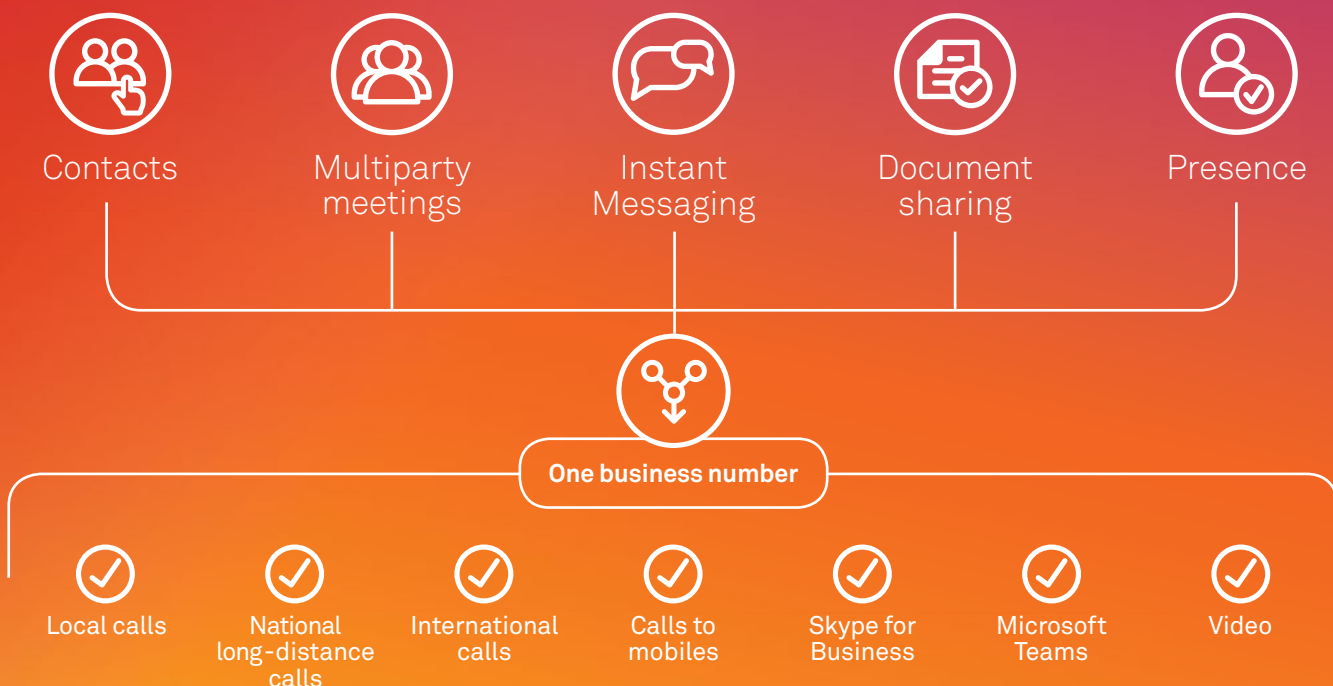 Contacts
Multiparty
meetings
Instant
Messaging
Document
sharing
Presence
One business number
Local calls
National
long-distance
calls
International
calls
Calls to
mobiles
Skype for
Business
Microsoft
Teams
Video